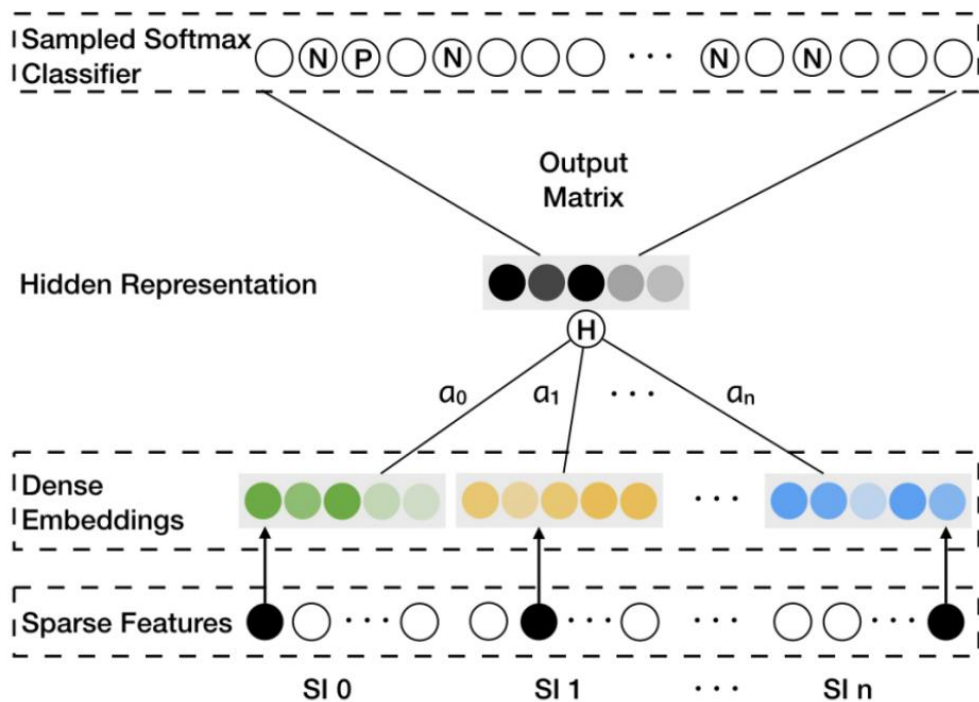 Sampled Softmax
Classifier
N P N ... N N
Output
Matrix
Hidden Representation
H
a0 a1 ... an
Dense
Embeddings
...
Sparse Features
... ... ... ...
SI 0 SI 1 ... SI n